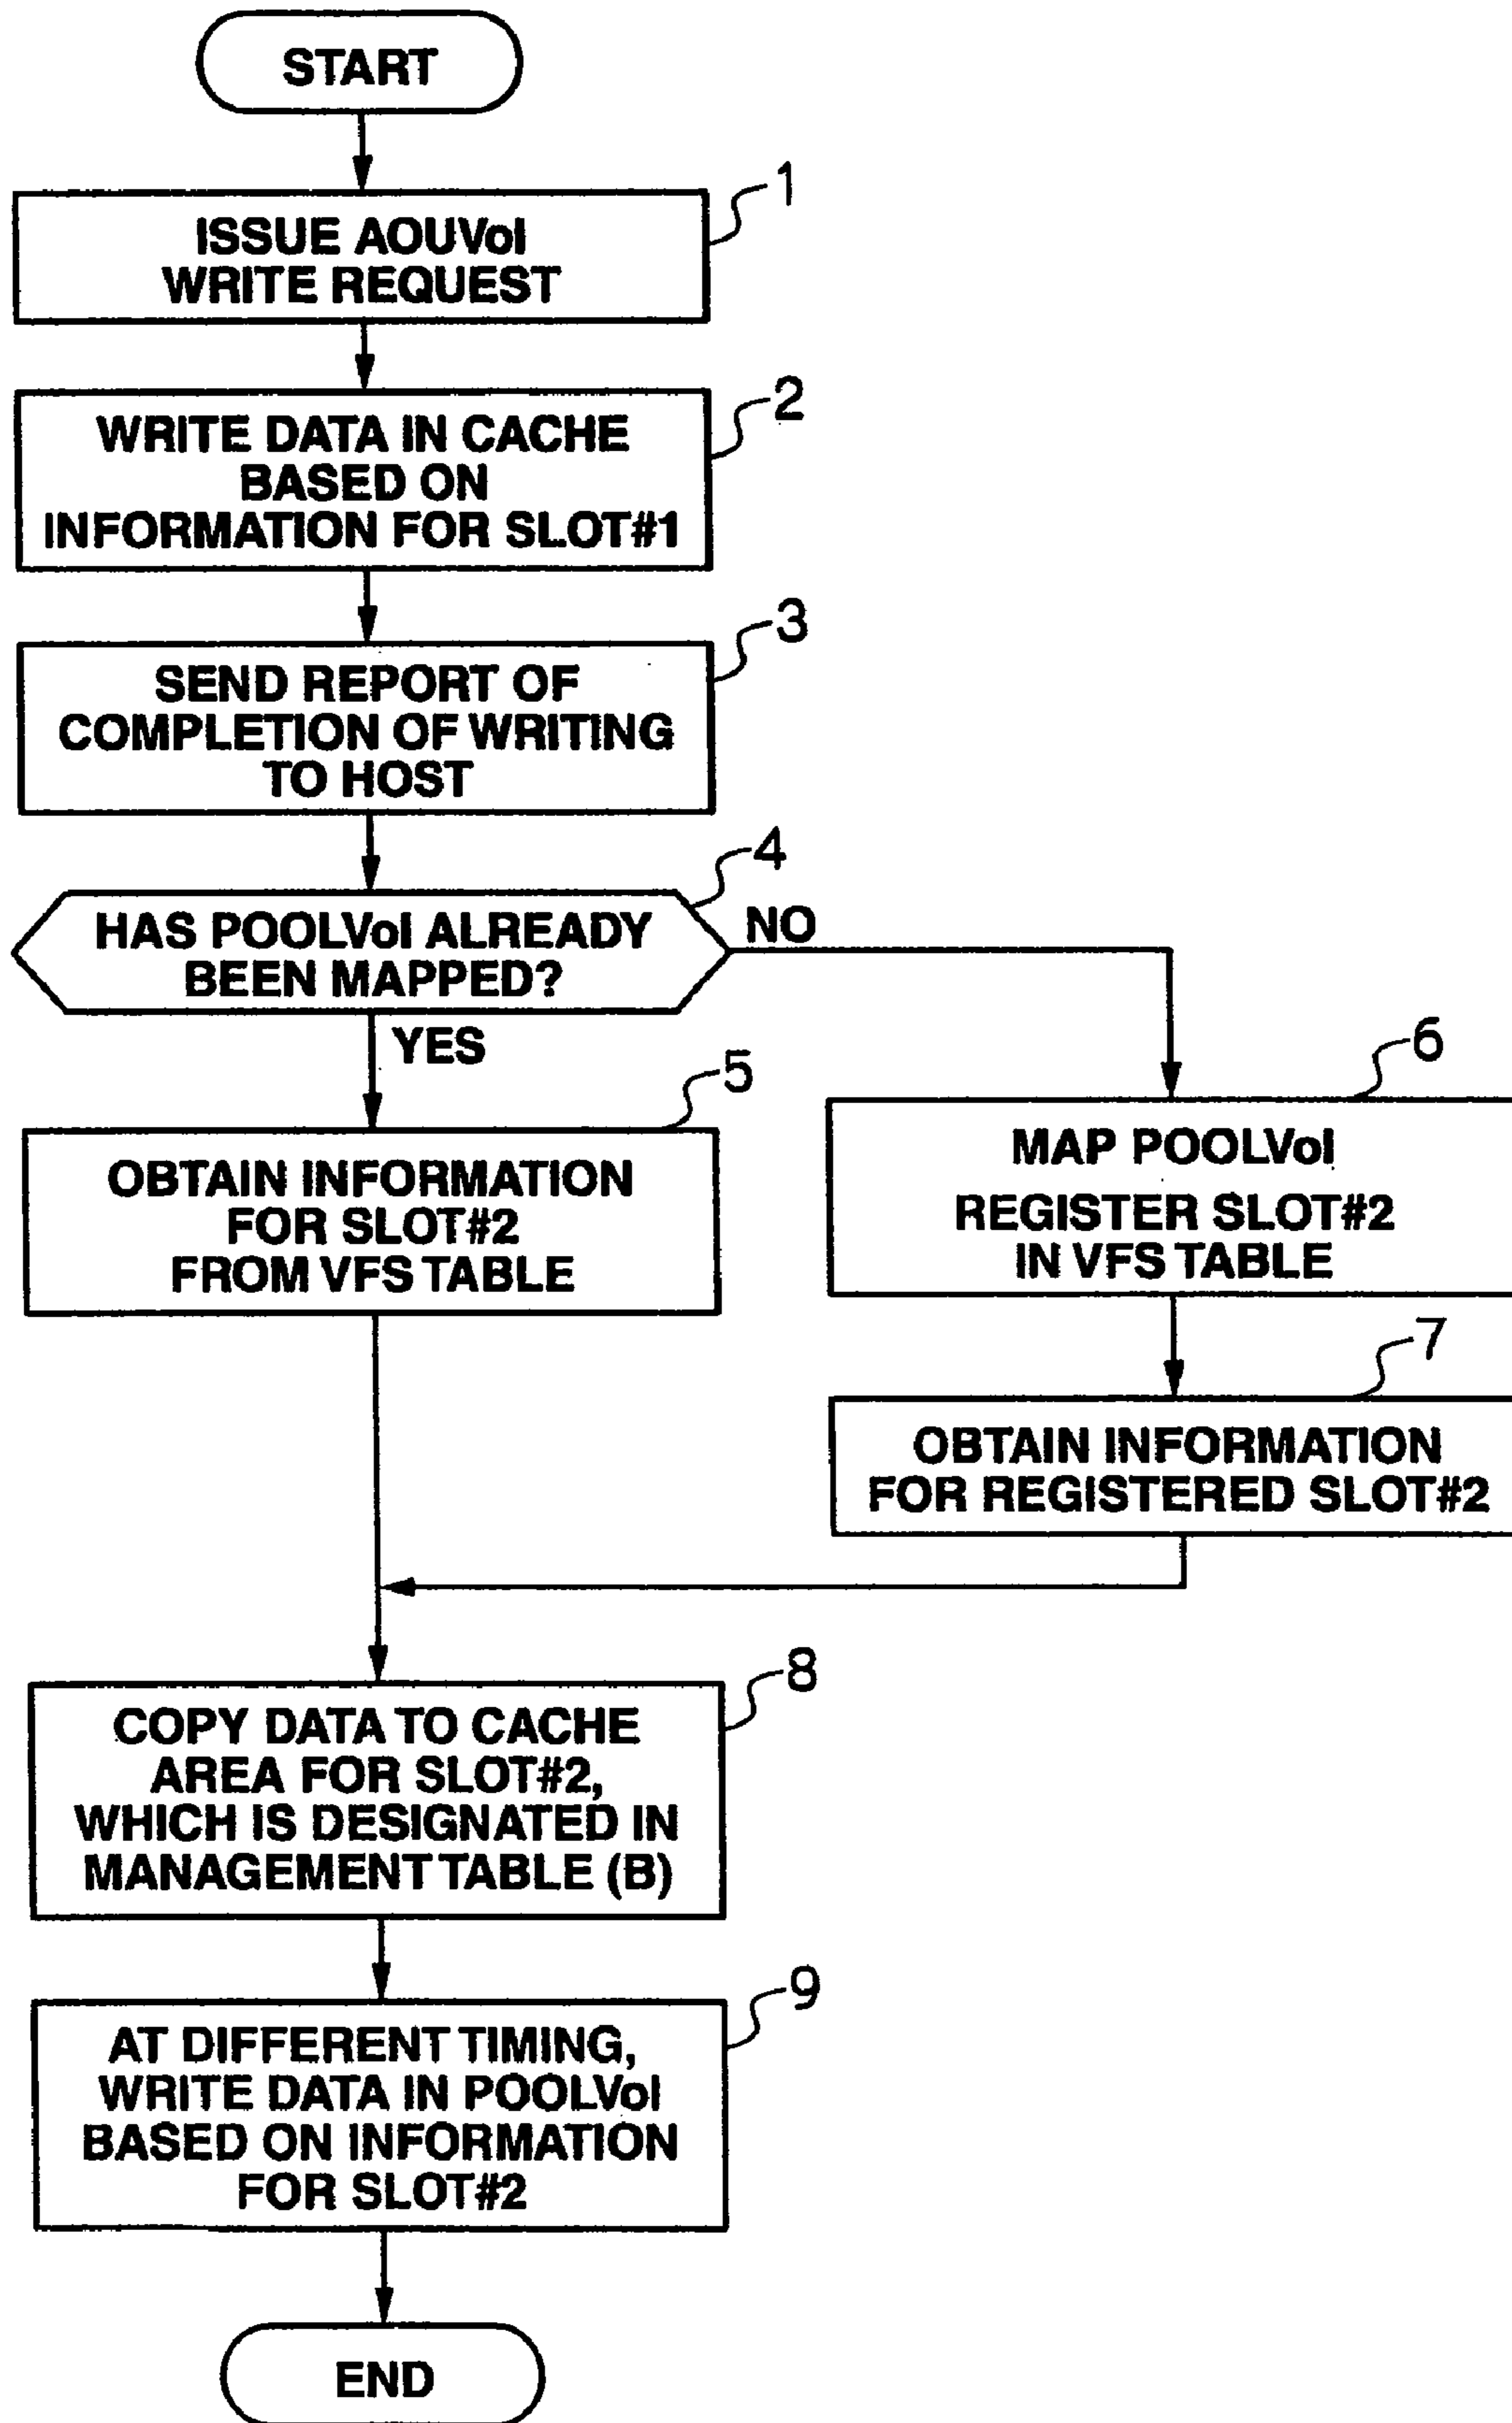 START
1
ISSUE AOUVol
WRITE REQUEST
2
WRITE DATA IN CACHE
BASED ON
INFORMATION FOR SLOT#1
3
SEND REPORT OF
COMPLETION OF WRITING
TO HOST
4
HAS POOLVol ALREADY
BEEN MAPPED?
NO
YES
5
OBTAIN INFORMATION
FOR SLOT#2
FROM VFS TABLE
6
MAP POOLVol
REGISTER SLOT#2
IN VFS TABLE
7
OBTAIN INFORMATION
FOR REGISTERED SLOT#2
8
COPY DATA TO CACHE
AREA FOR SLOT#2,
WHICH IS DESIGNATED IN
MANAGEMENT TABLE (B)
9
AT DIFFERENT TIMING,
WRITE DATA IN POOLVol
BASED ON INFORMATION
FOR SLOT#2
END